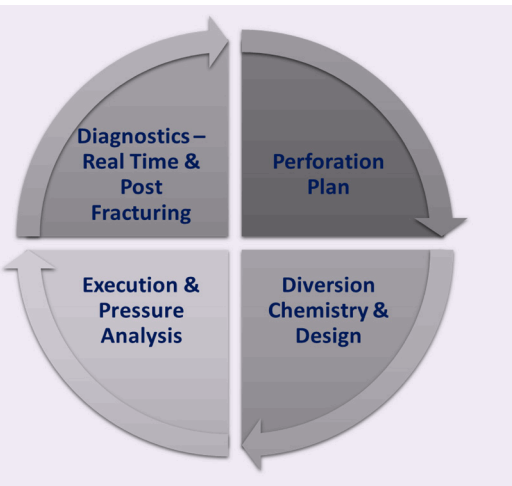 Diagnostics –
Real Time &
Post
Fracturing
Perforation
Plan
Execution &
Pressure
Analysis
Diversion
Chemistry &
Design